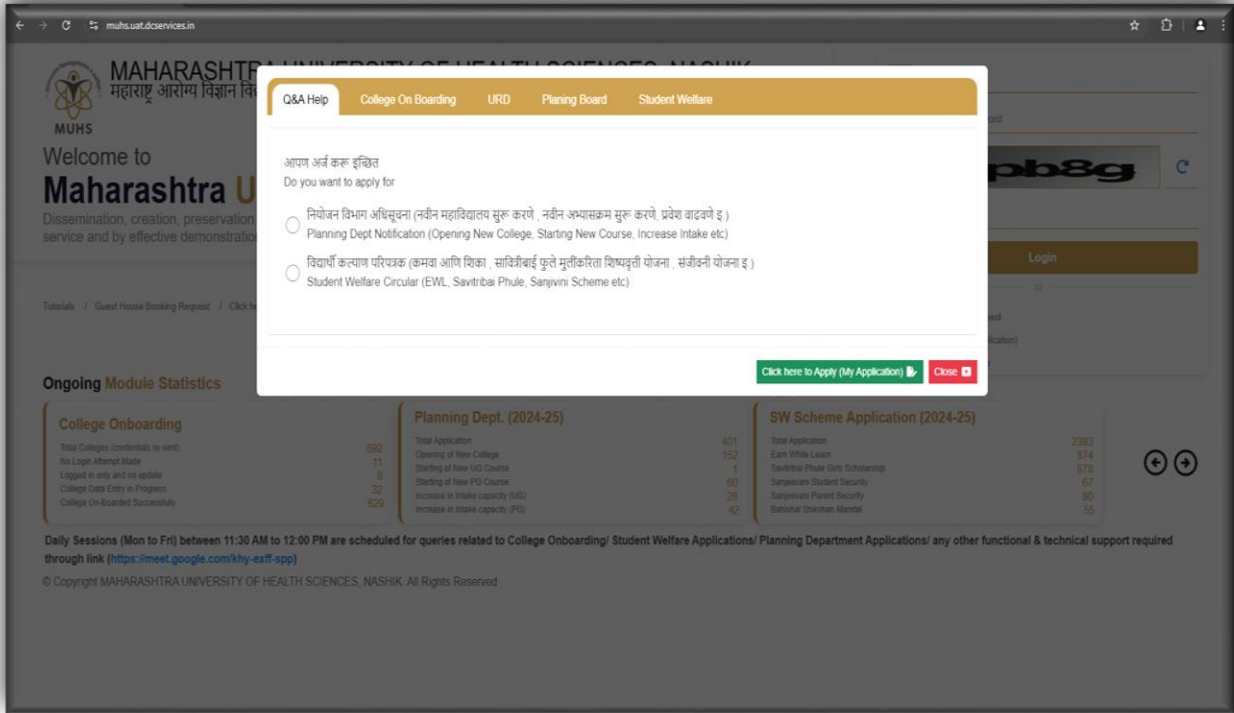 muhs.uat.dcservices.in
MAHARASHTRA UNIVERSITY OF HEALTH SCIENCES, NASHIK
महाराष्ट्र आरोग्य विज्ञान
MUHS
Welcome to
Maharashtra U
Dissemination, creation, preservation
service and by effective demonstratio
Tutorials / Guest House Booking Request / Click h
Q&A Help College On Boarding URD Planing Board Student Welfare
आपण अर्ज करू इच्छित
Do you want to apply for
नियोजन विभाग अधिसूचना (नवीन महाविद्यालय सुरू करणे , नवीन अभ्यासक्रम सुरू करणे, प्रवेश वाढवणे इ.)
Planning Dept Notification (Opening New College, Starting New Course, Increase Intake etc)
विद्यार्थी कल्याण परिपत्रक (कमवा आणि शिका , सावित्रीबाई फुले मुलींकरिता शिष्यवृत्ती योजना , संजीवनी योजना इ.)
Student Welfare Circular (EWL, Savitribai Phule, Sanjivini Scheme etc)
Click here to Apply (My Application) Close
ord
pb8g
Login
or
est
lication)
Ongoing Module Statistics
College Onboarding
Total Colleges (credentials re-sent) 692
No Login Attempt Made 11
Logged in only and no update 6
College Data Entry in Progress 32
College On-Boarded Successfully 629
Planning Dept. (2024-25)
Total Application 401
Opening of New College 152
Starting of New UG Course 1
Starting of New PG Course 60
Increase in Intake capacity (UG) 28
Increase in Intake capacity (PG) 42
SW Scheme Application (2024-25)
Total Application
Earn While Learn
Savitribai Phule Girls Scholarship 578
Sanjeevani Student Security 67
Sanjeevani Parent Security
Bahishal Shikshan Mandal
Daily Sessions (Mon to Fri) between 11:30 AM to 12:00 PM are scheduled for queries related to College Onboarding/ Student Welfare Applications/ Planning Department Applications/ any other functional & technical support required
through link (https://meet.google.com/khy-exff-spp)
© Copyright MAHARASHTRA UNIVERSITY OF HEALTH SCIENCES, NASHIK. All Rights Reserved